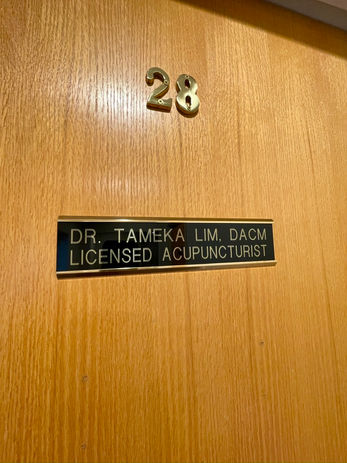 28
DR. TAMEKA LIM, DACM
LICENSED ACUPUNCTURIST